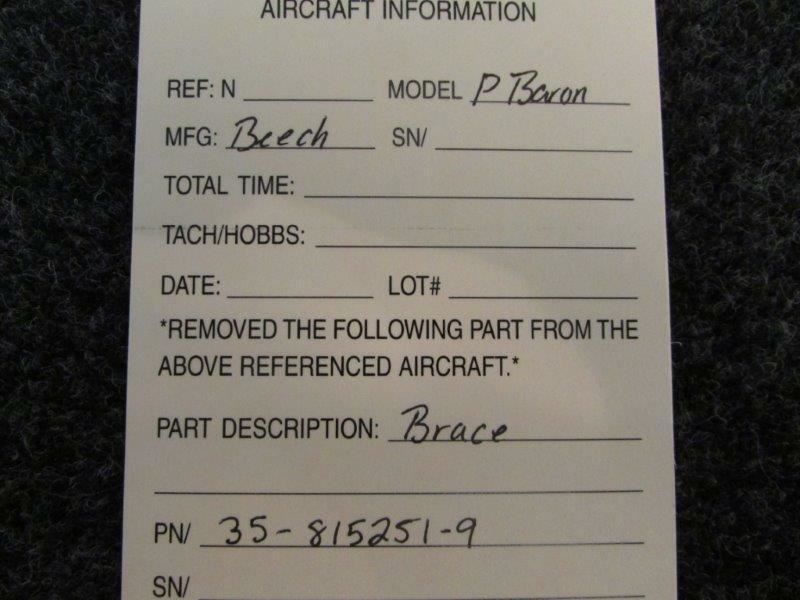 AIRCRAFT INFORMATION
REF: N MODEL P Baron
MFG: Beech SN/
TOTAL TIME:
TACH/HOBBS:
DATE: LOT#
*REMOVED THE FOLLOWING PART FROM THE
ABOVE REFERENCED AIRCRAFT.*
PART DESCRIPTION: Brace
PN/ 35-815251-9
SN/